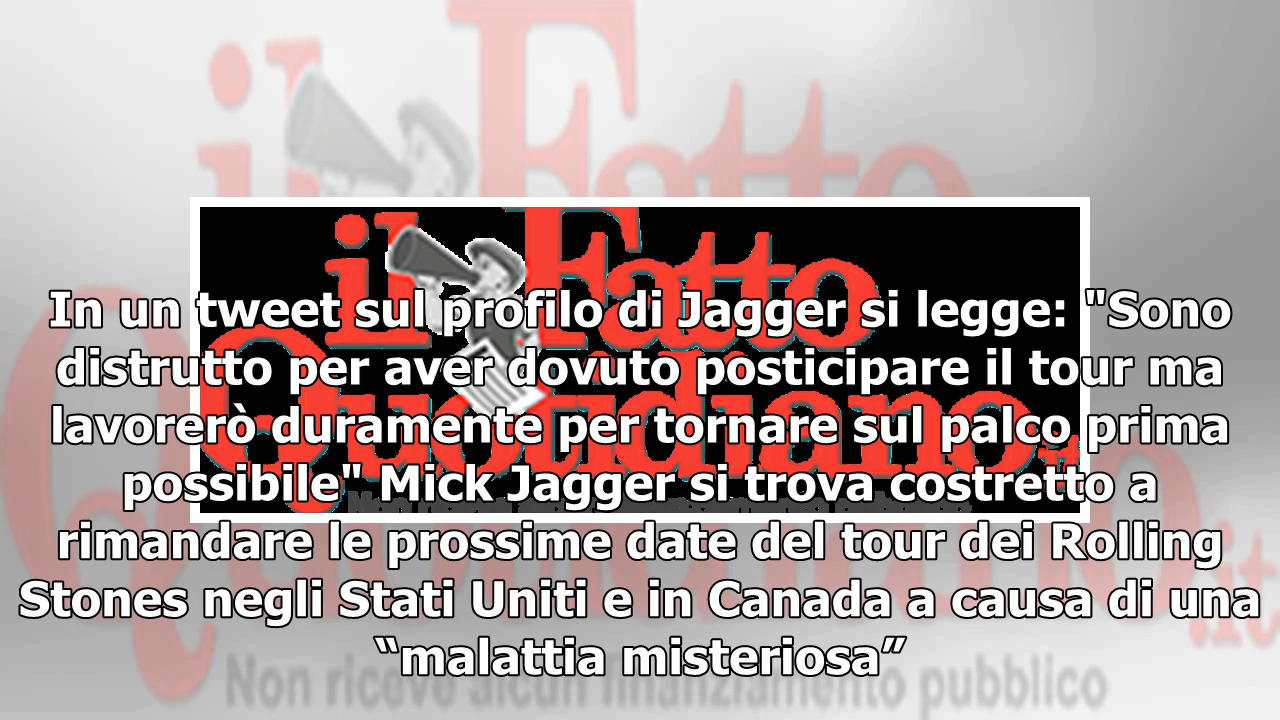 il Fatto
Quotidiano.it
In un tweet sul profilo di Jagger si legge: "Sono
distrutto per aver dovuto posticipare il tour ma
lavorerò duramente per tornare sul palco prima
possibile" Mick Jagger si trova costretto a
rimandare le prossime date del tour dei Rolling
Stones negli Stati Uniti e in Canada a causa di una
“malattia misteriosa”
Non riceve alcun finanziamento pubblico